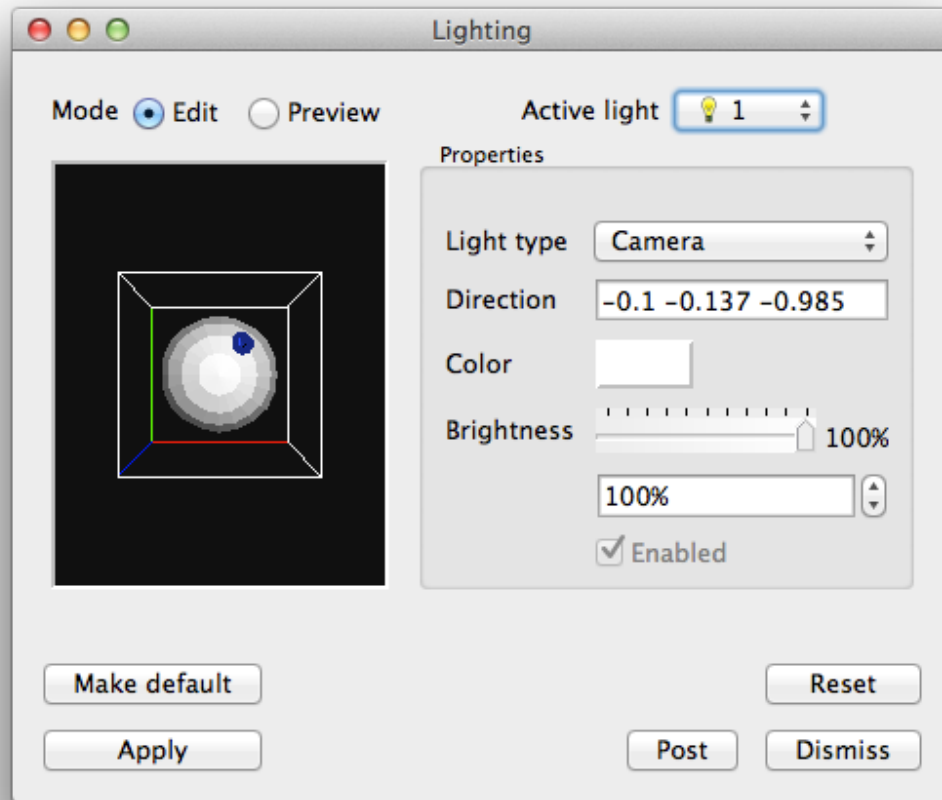 Lighting
Mode Edit Preview
Active light 1
Properties
Light type Camera
Direction -0.1 -0.137 -0.985
Color
Brightness 100%
100%
Enabled
Make default Reset
Apply Post Dismiss